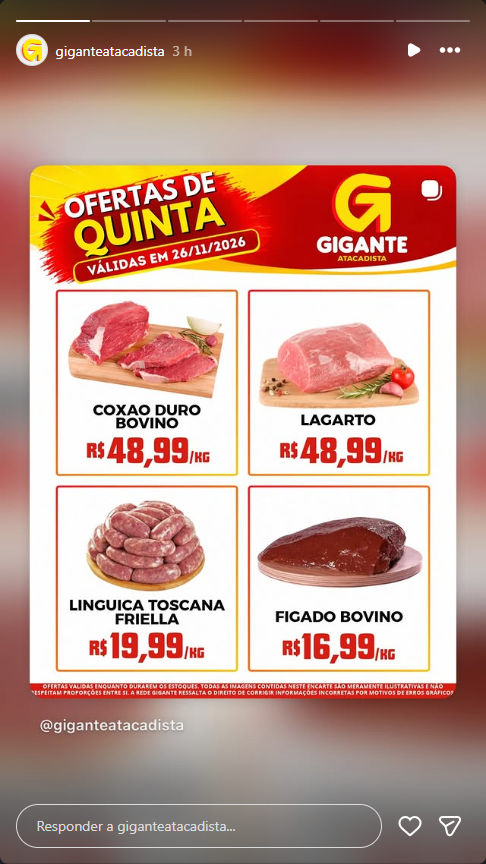 giganteatacadista 3 h
OFERTAS DE
QUINTA
VÁLIDAS EM 26/11/2026
G
GIGANTE
ATACADISTA
COXAO DURO
BOVINO
R$48,99/KG
LAGARTO
R$48,99/KG
LINGUICA TOSCANA
FRIELLA
R$19,99/KG
FIGADO BOVINO
R$16,99/KG
OFERTAS VALIDAS ENQUANTO DURAREM OS ESTOQUES. TODAS AS IMAGENS CONTIDAS NESTE ENCARTE SÃO MERAMENTE ILUSTRATIVAS E NÃO
RESPEITAM PROPORÇÕES ENTRE SI. A REDE GIGANTE RESSALTA O DIREITO DE CORRIGIR INFORMAÇÕES INCORRETAS POR MOTIVOS DE ERROS GRÁFICOS
@giganteatacadista
Responder a giganteatacadista...